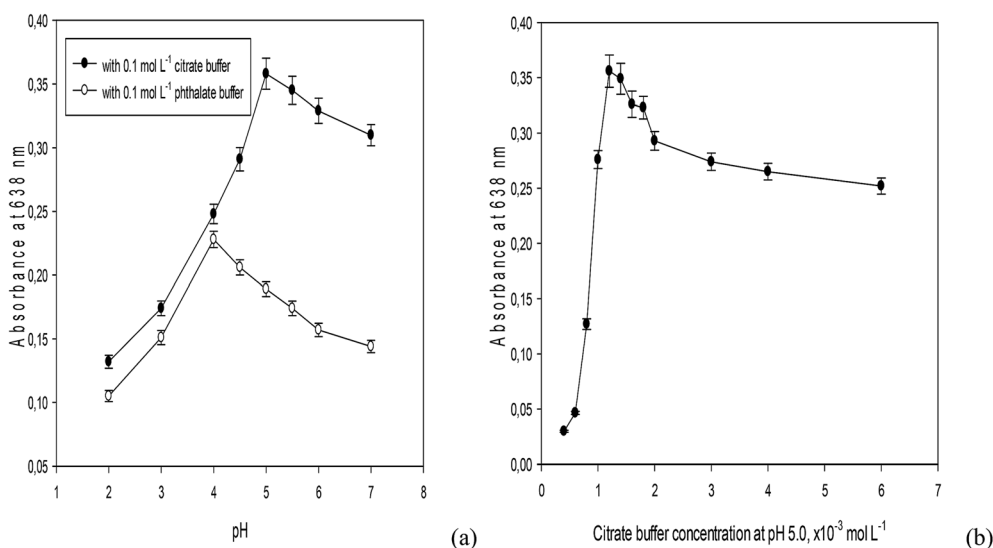 0,40
0,35
0,30
0,25
0,20
0,15
0,10
0,05
Absorbance at 638 nm
with 0.1 mol L⁻¹ citrate buffer
with 0.1 mol L⁻¹ phthalate buffer
1 2 3 4 5 6 7 8
pH
(a)
0,40
0,35
0,30
0,25
0,20
0,15
0,10
0,05
0,00
Absorbance at 638 nm
0 1 2 3 4 5 6 7
Citrate buffer concentration at pH 5.0, x10⁻³ mol L⁻¹
(b)